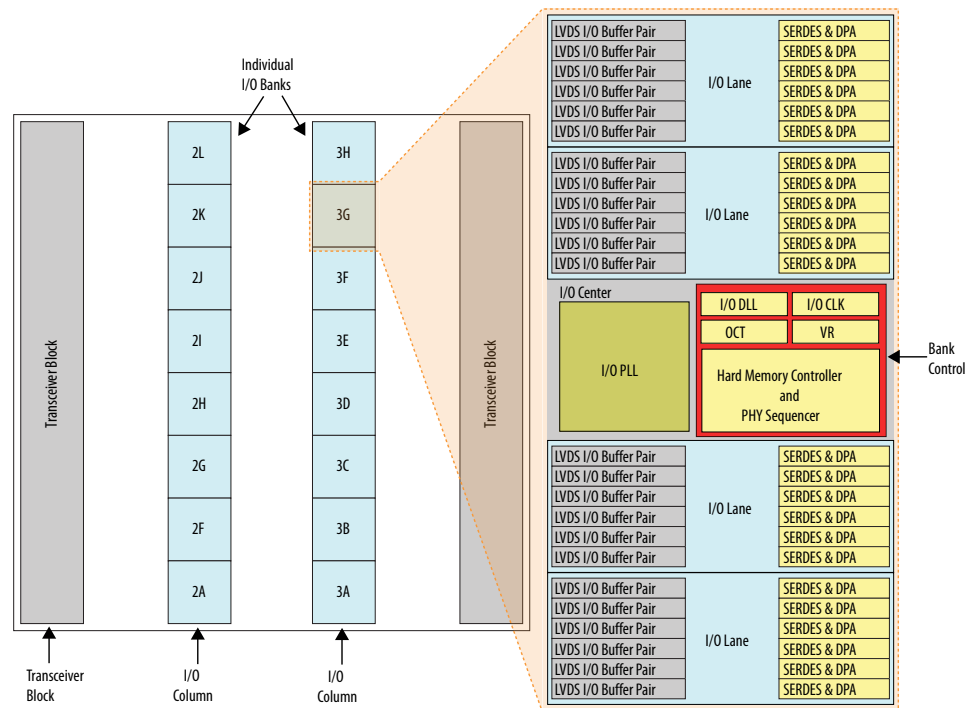 Individual
I/O Banks
Transceiver Block
2L
2K
2J
2I
2H
2G
2F
2A
3H
3G
3F
3E
3D
3C
3B
3A
Transceiver Block
Transceiver
Block
I/O
Column
I/O
Column
LVDS I/O Buffer Pair
LVDS I/O Buffer Pair
LVDS I/O Buffer Pair
LVDS I/O Buffer Pair
LVDS I/O Buffer Pair
LVDS I/O Buffer Pair
I/O Lane
SERDES & DPA
SERDES & DPA
SERDES & DPA
SERDES & DPA
SERDES & DPA
SERDES & DPA
LVDS I/O Buffer Pair
LVDS I/O Buffer Pair
LVDS I/O Buffer Pair
LVDS I/O Buffer Pair
LVDS I/O Buffer Pair
LVDS I/O Buffer Pair
I/O Lane
SERDES & DPA
SERDES & DPA
SERDES & DPA
SERDES & DPA
SERDES & DPA
SERDES & DPA
I/O Center
I/O PLL
I/O DLL
I/O CLK
OCT
VR
Hard Memory Controller
and
PHY Sequencer
Bank
Control
LVDS I/O Buffer Pair
LVDS I/O Buffer Pair
LVDS I/O Buffer Pair
LVDS I/O Buffer Pair
LVDS I/O Buffer Pair
LVDS I/O Buffer Pair
I/O Lane
SERDES & DPA
SERDES & DPA
SERDES & DPA
SERDES & DPA
SERDES & DPA
SERDES & DPA
LVDS I/O Buffer Pair
LVDS I/O Buffer Pair
LVDS I/O Buffer Pair
LVDS I/O Buffer Pair
LVDS I/O Buffer Pair
LVDS I/O Buffer Pair
I/O Lane
SERDES & DPA
SERDES & DPA
SERDES & DPA
SERDES & DPA
SERDES & DPA
SERDES & DPA